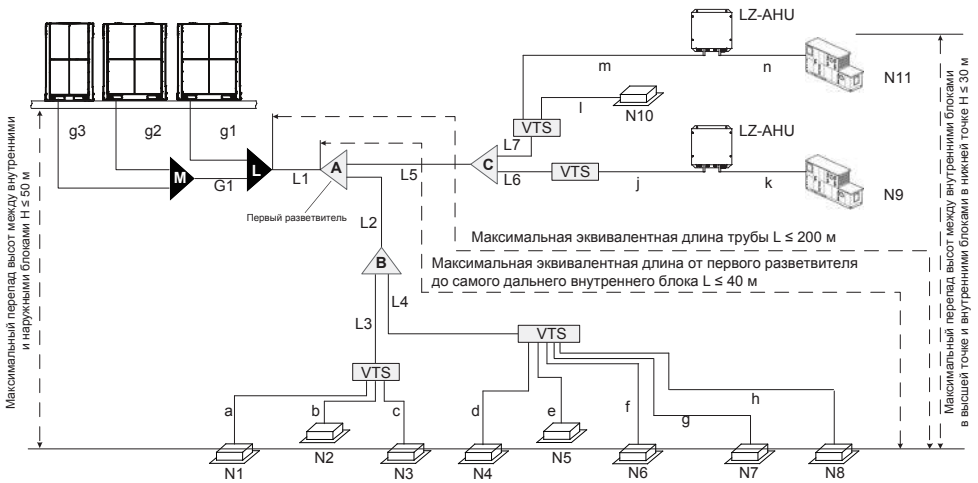 LZ-AHU
N11
m
n
l
N10
VTS
g3
g2
g1
L7
LZ-AHU
M
L
G1
L1
A
L5
C
L6
VTS
j
k
N9
Первый разветвитель
L2
Максимальная эквивалентная длина трубы L ≤ 200 м
Максимальная эквивалентная длина от первого разветвителя
до самого дальнего внутреннего блока L ≤ 40 м
B
L4
L3
VTS
VTS
a
b
c
d
e
f
g
h
N1
N2
N3
N4
N5
N6
N7
N8
Максимальный перепад высот между внутренними
и наружными блоками H ≤ 50 м
Максимальный перепад высот между внутренними блоками
в высшей точке и внутренними блоками в нижней точке H ≤ 30 м